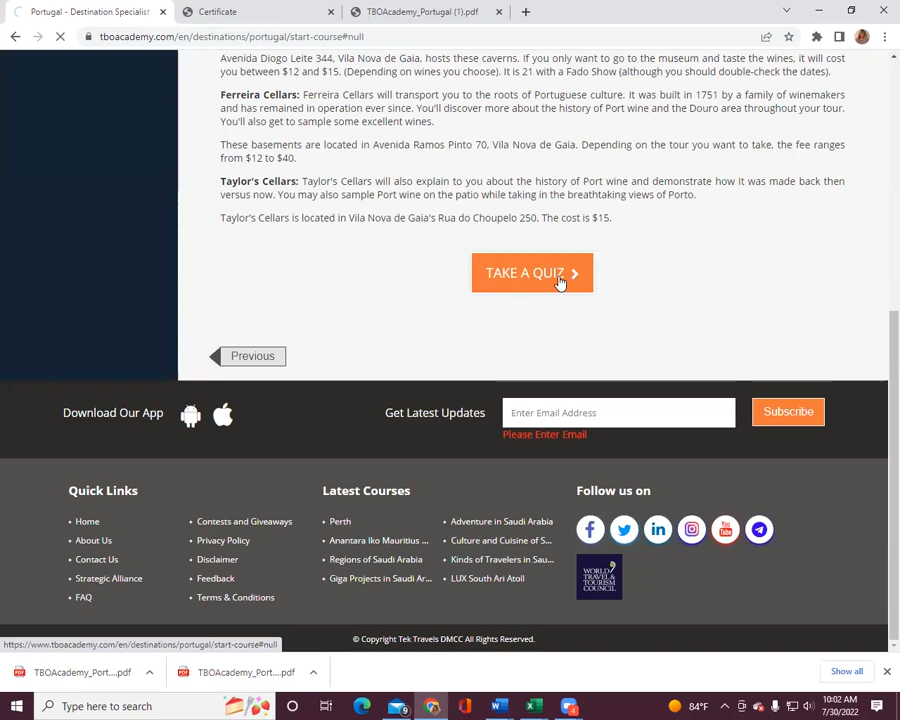 Portugal - Destination Specialist
Certificate
TBOAcademy_Portugal (1).pdf
tboacademy.com/en/destinations/portugal/start-course#null
Avenida Diogo Leite 344, Vila Nova de Gaia, hosts these caverns. If you only want to go to the museum and taste the wines, it will cost
you between $12 and $15. (Depending on wines you choose). It is 21 with a Fado Show (although you should double-check the dates).
Ferreira Cellars: Ferreira Cellars will transport you to the roots of Portuguese culture. It was built in 1751 by a family of winemakers
and has remained in operation ever since. You'll discover more about the history of Port wine and the Douro area throughout your tour.
You'll also get to sample some excellent wines.
These basements are located in Avenida Ramos Pinto 70, Vila Nova de Gaia. Depending on the tour you want to take, the fee ranges
from $12 to $40.
Taylor's Cellars: Taylor's Cellars will also explain to you about the history of Port wine and demonstrate how it was made back then
versus now. You may also sample Port wine on the patio while taking in the breathtaking views of Porto.
Taylor's Cellars is located in Vila Nova de Gaia's Rua do Choupelo 250. The cost is $15.
TAKE A QUIZ
Previous
Download Our App
Get Latest Updates
Enter Email Address
Subscribe
Please Enter Email
Quick Links
Latest Courses
Follow us on
Home
Contests and Giveaways
Perth
Adventure in Saudi Arabia
About Us
Privacy Policy
Anantara Iko Mauritius ...
Culture and Cuisine of S...
Contact Us
Disclaimer
Regions of Saudi Arabia
Kinds of Travelers in Sau...
Strategic Alliance
Feedback
Giga Projects in Saudi Ar...
LUX South Ari Atoll
FAQ
Terms & Conditions
WORLD
TRAVEL &
TOURISM
COUNCIL
https://www.tboacademy.com/en/destinations/portugal/start-course#null
© Copyright Tek Travels DMCC All Rights Reserved.
TBOAcademy_Port....pdf
TBOAcademy_Port....pdf
Show all
Type here to search
84°F
10:02 AM
7/30/2022